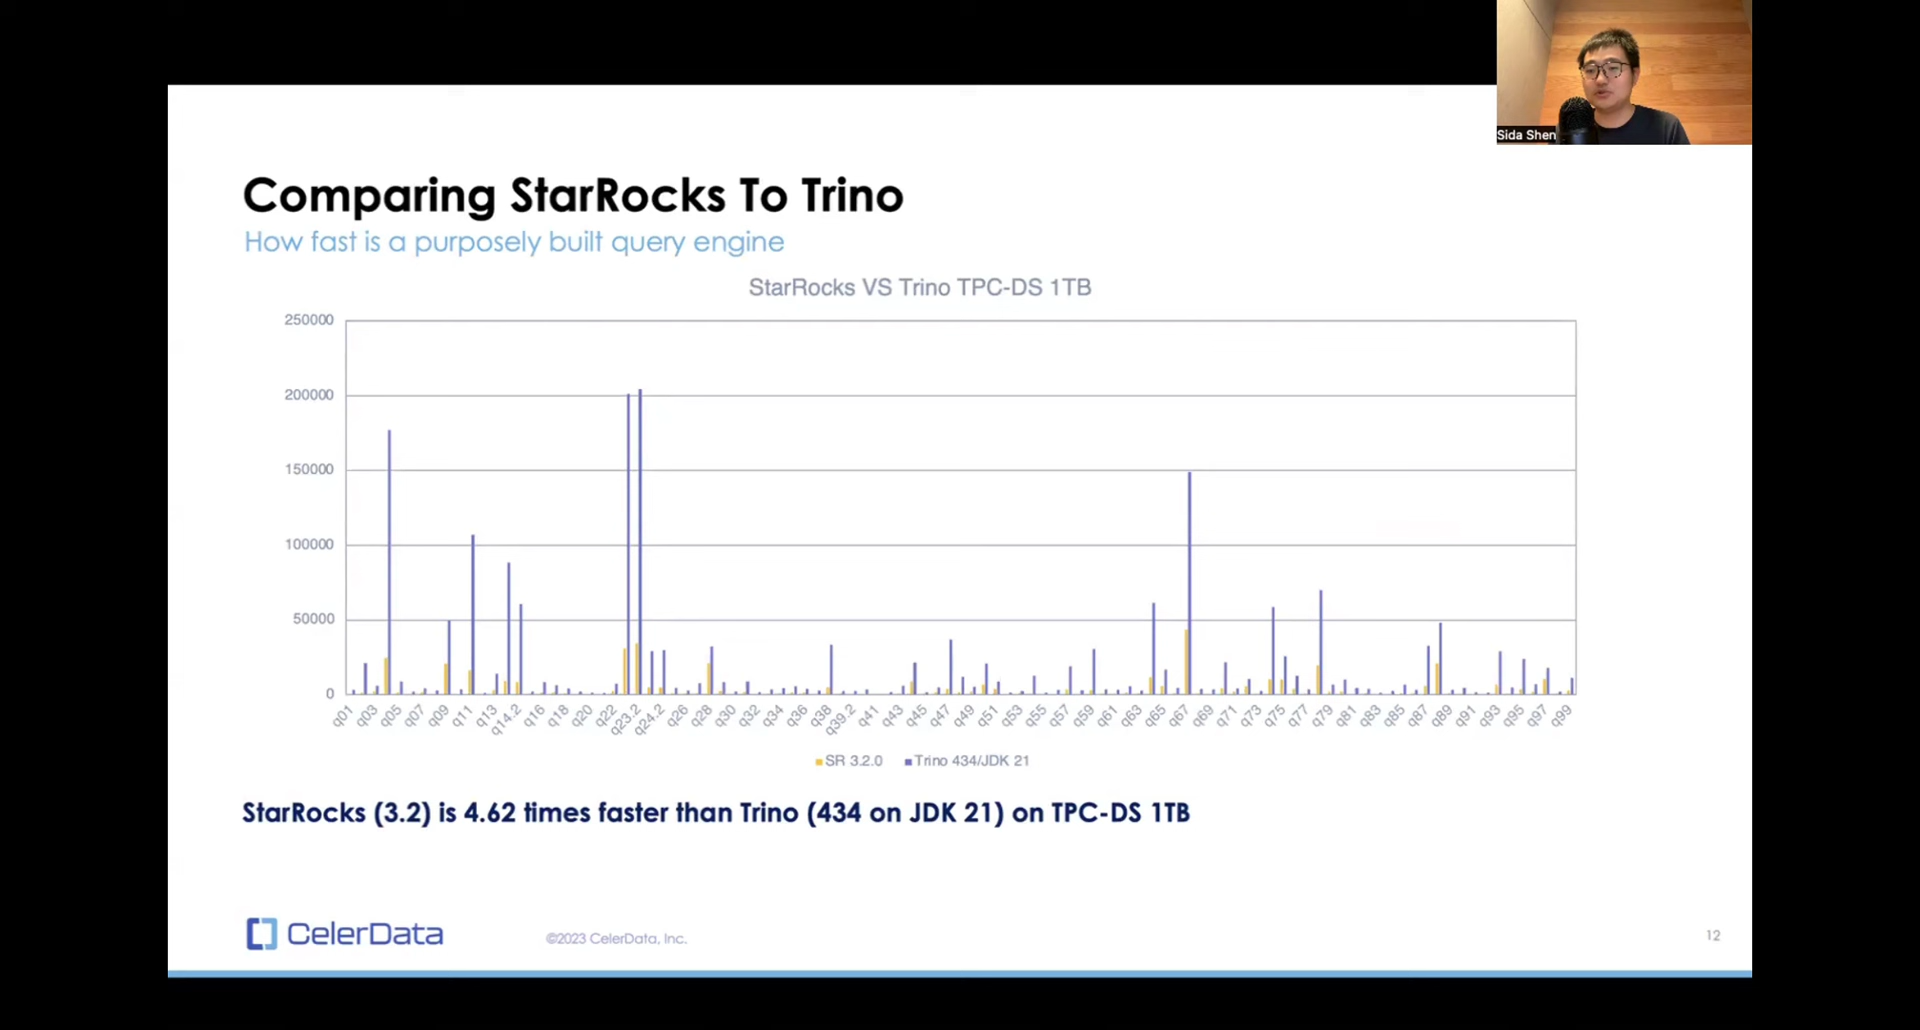 Sida Shen
Comparing StarRocks To Trino
How fast is a purposely built query engine
StarRocks VS Trino TPC-DS 1TB
250000
200000
150000
100000
50000
0
q01 q03 q05 q07 q09 q11 q13 q14.2 q16 q18 q20 q22 q23.2 q24.2 q26 q28 q30 q32 q34 q36 q38 q39.2 q41 q43 q45 q47 q49 q51 q53 q55 q57 q59 q61 q63 q65 q67 q69 q71 q73 q75 q77 q79 q81 q83 q85 q87 q89 q91 q93 q95 q97 q99
SR 3.2.0 Trino 434/JDK 21
StarRocks (3.2) is 4.62 times faster than Trino (434 on JDK 21) on TPC-DS 1TB
CelerData
©2023 CelerData, Inc.
12